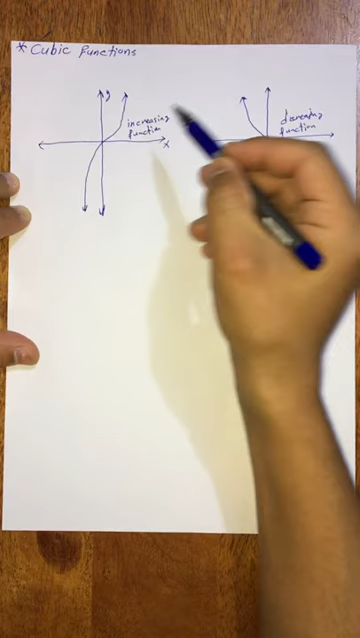 * Cubic functions
y
increasing
function
x
decreasing
function